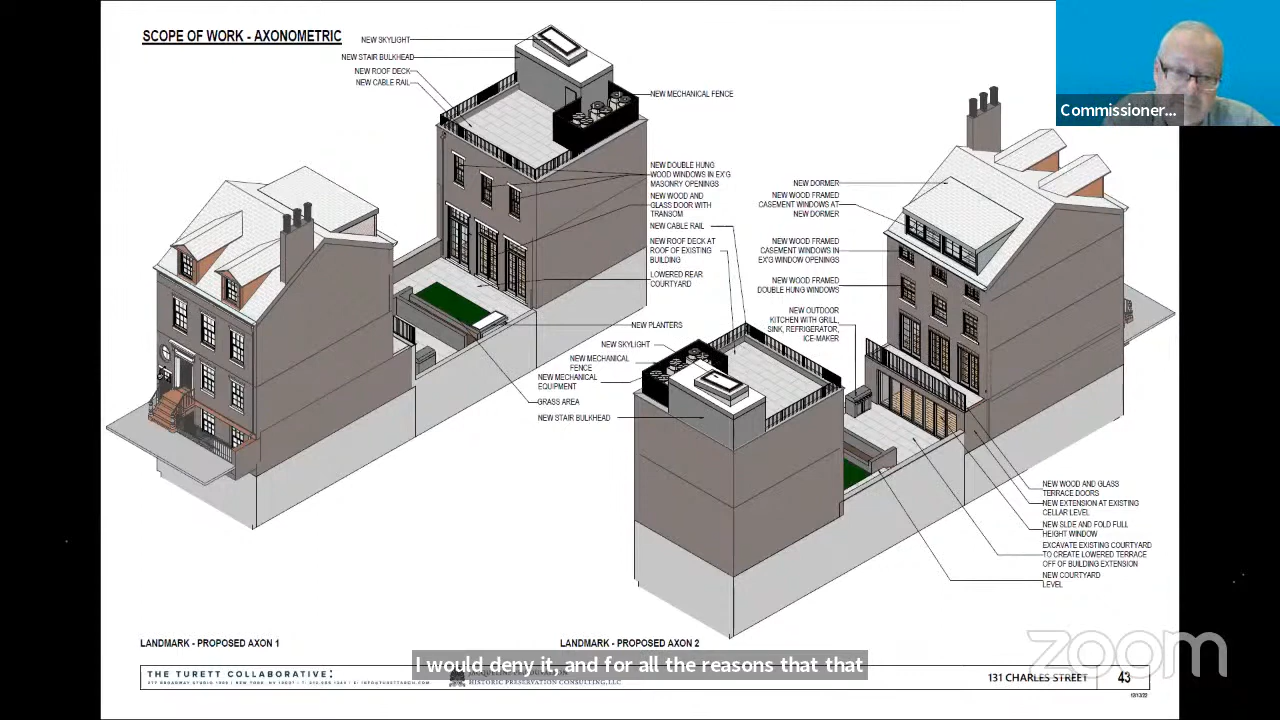 SCOPE OF WORK - AXONOMETRIC
NEW SKYLIGHT
NEW STAIR BULKHEAD
NEW ROOF DECK
NEW CABLE RAIL
NEW MECHANICAL FENCE
NEW DOUBLE HUNG
WOOD WINDOWS IN EX'G
MASONRY OPENINGS
NEW WOOD AND
GLASS DOOR WITH
TRANSOM
NEW CABLE RAIL
NEW ROOF DECK AT
ROOF OF EXISTING
BUILDING
LOWERED REAR
COURTYARD
NEW PLANTERS
NEW SKYLIGHT
NEW MECHANICAL
FENCE
NEW MECHANICAL
EQUIPMENT
GRASS AREA
NEW STAIR BULKHEAD
Commissioner...
NEW DORMER
NEW WOOD FRAMED
CASEMENT WINDOWS AT
NEW DORMER
NEW WOOD FRAMED
CASEMENT WINDOWS IN
EX'G WINDOW OPENINGS
NEW WOOD FRAMED
DOUBLE HUNG WINDOWS
NEW OUTDOOR
KITCHEN WITH GRILL,
SINK, REFRIGERATOR,
ICE-MAKER
NEW WOOD AND GLASS
TERRACE DOORS
NEW EXTENSION AT EXISTING
CELLAR LEVEL
NEW SLDE AND FOLD FULL
HEIGHT WINDOW
EXCAVATE EXISTING COURTYARD
TO CREATE LOWERED TERRACE
OFF OF BUILDING EXTENSION
NEW COURTYARD
LEVEL
LANDMARK - PROPOSED AXON 1
LANDMARK - PROPOSED AXON 2
I would deny it, and for all the reasons that that
THE TURETT COLLABORATIVE:
HISTORIC PRESERVATION CONSULTING, LLC
131 CHARLES STREET
43
zoom